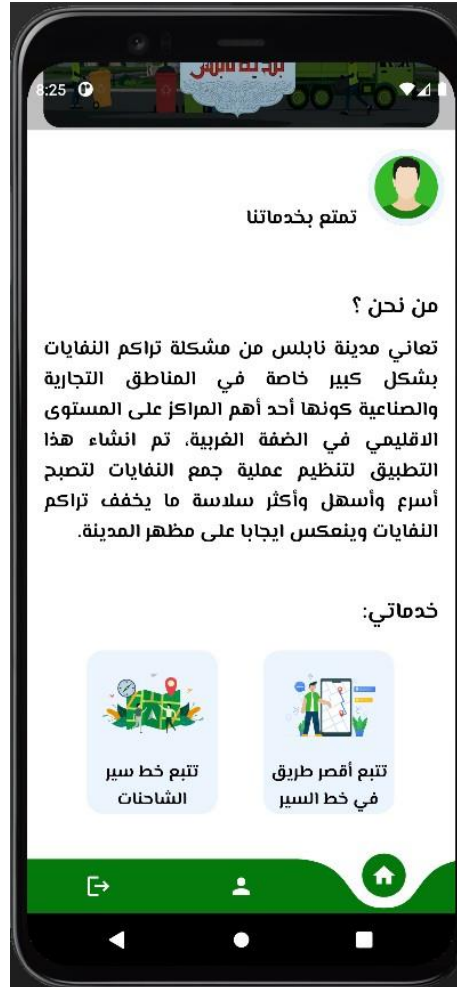 بلدية نابلس
8:25
تمتع بخدماتنا
من نحن ؟
تعاني مدينة نابلس من مشكلة تراكم النفايات
بشكل كبير خاصة في المناطق التجارية
والصناعية كونها أحد أهم المراكز على المستوى
الاقليمي في الضفة الغربية، تم انشاء هذا
التطبيق لتنظيم عملية جمع النفايات لتصبح
أسرع وأسهل وأكثر سلاسة ما يخفف تراكم
النفايات وينعكس ايجابا على مظهر المدينة.
خدماتي:
تتبع أقصر طريق
في خط السير
تتبع خط سير
الشاحنات